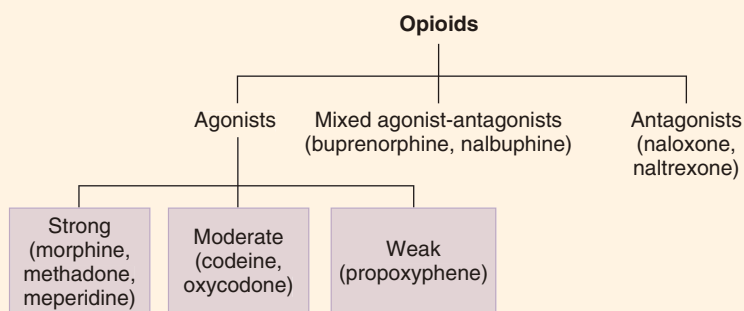 Opioids
Agonists
Mixed agonist-antagonists
(buprenorphine, nalbuphine)
Antagonists
(naloxone,
naltrexone)
Strong
(morphine,
methadone,
meperidine)
Moderate
(codeine,
oxycodone)
Weak
(propoxyphene)